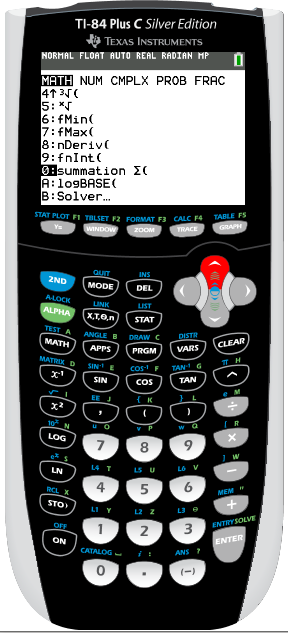 TI-84 Plus C Silver Edition
TEXAS INSTRUMENTS
NORMAL FLOAT AUTO REAL RADIAN MP
MATH NUM CMPLX PROB FRAC
4↑³√(
5:ˣ√
6:fMin(
7:fMax(
8:nDeriv(
9:fnInt(
0:summation Σ(
A:logBASE(
B:Solver...
STAT PLOT F1 TBLSET F2 FORMAT F3 CALC F4 TABLE F5
Y= WINDOW ZOOM TRACE GRAPH
QUIT INS
2ND MODE DEL
A-LOCK LINK LIST
ALPHA X,T,Θ,n STAT
TEST A ANGLE B DRAW C DISTR
MATH APPS PRGM VARS CLEAR
MATRIX D SIN⁻¹ E COS⁻¹ F TAN⁻¹ G π H
x⁻¹ SIN COS TAN ^
√ I EE J { K } L e M
x² , ( ) ÷
10ˣ N u O v P w Q [ R
LOG 7 8 9 ×
eˣ S L4 T L5 U L6 V ] W
LN 4 5 6 −
RCL X L1 Y L2 Z L3 θ MEM "
STO› 1 2 3 +
OFF CATALOG ⎵ i : ANS ? ENTRY SOLVE
ON 0 . (−) ENTER